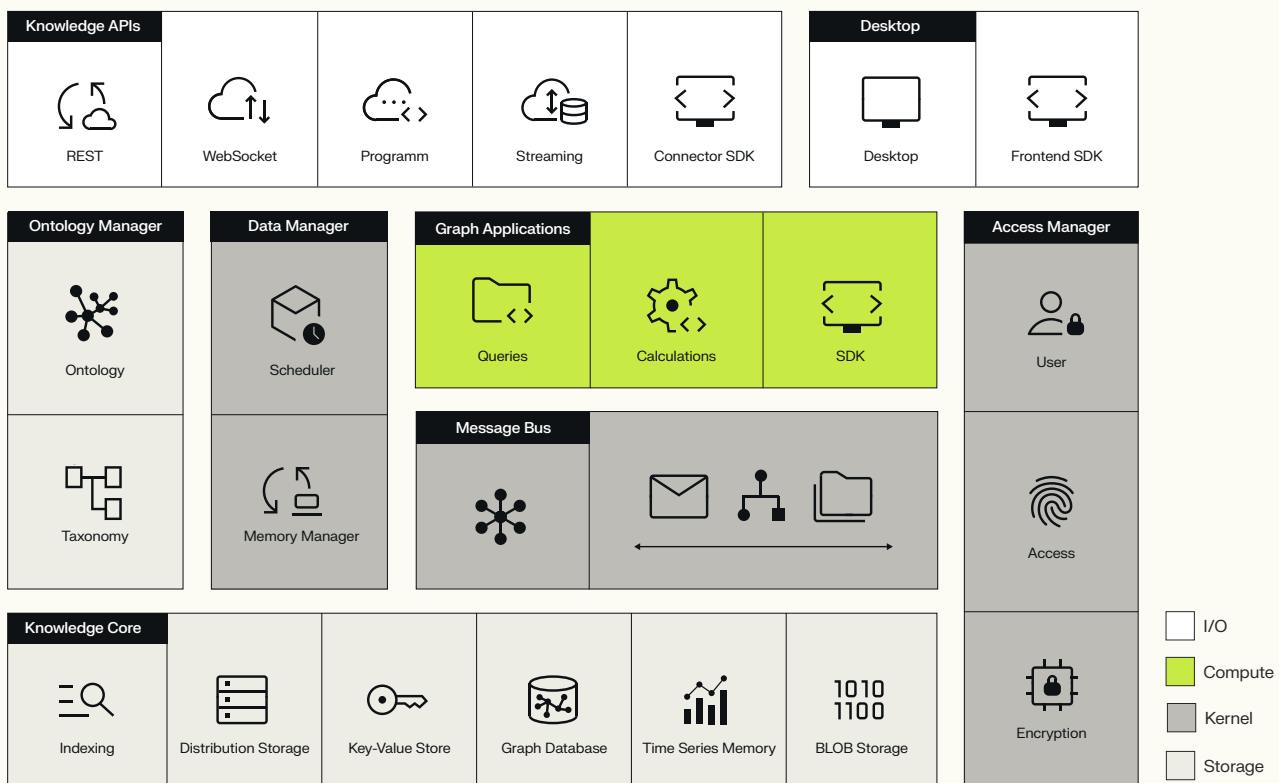 Knowledge APIs
REST
WebSocket
Programm
Streaming
Connector SDK
Desktop
Desktop
Frontend SDK
Ontology Manager
Ontology
Taxonomy
Data Manager
Scheduler
Memory Manager
Graph Applications
Queries
Calculations
SDK
Message Bus
Access Manager
User
Access
Encryption
Knowledge Core
Indexing
Distribution Storage
Key-Value Store
Graph Database
Time Series Memory
1010
1100
BLOB Storage
I/O
Compute
Kernel
Storage